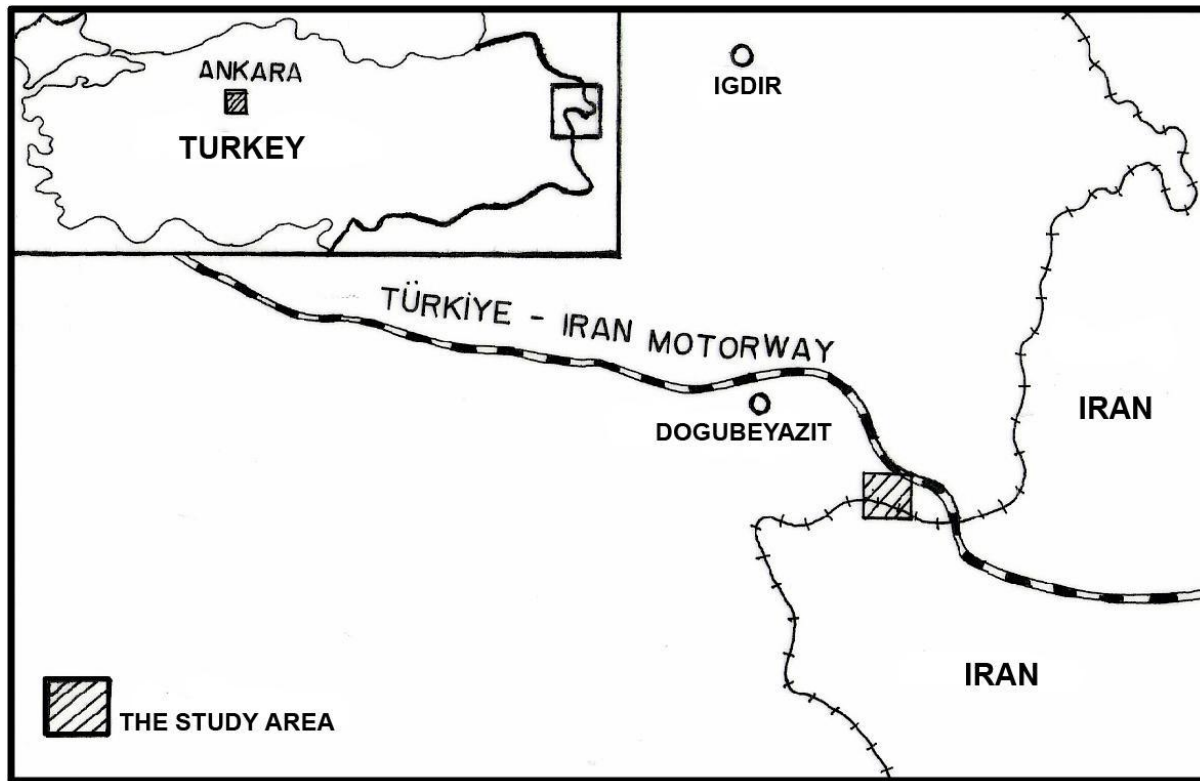 ANKARA
TURKEY
IGDIR
TÜRKİYE - IRAN MOTORWAY
DOGUBEYAZIT
IRAN
IRAN
THE STUDY AREA